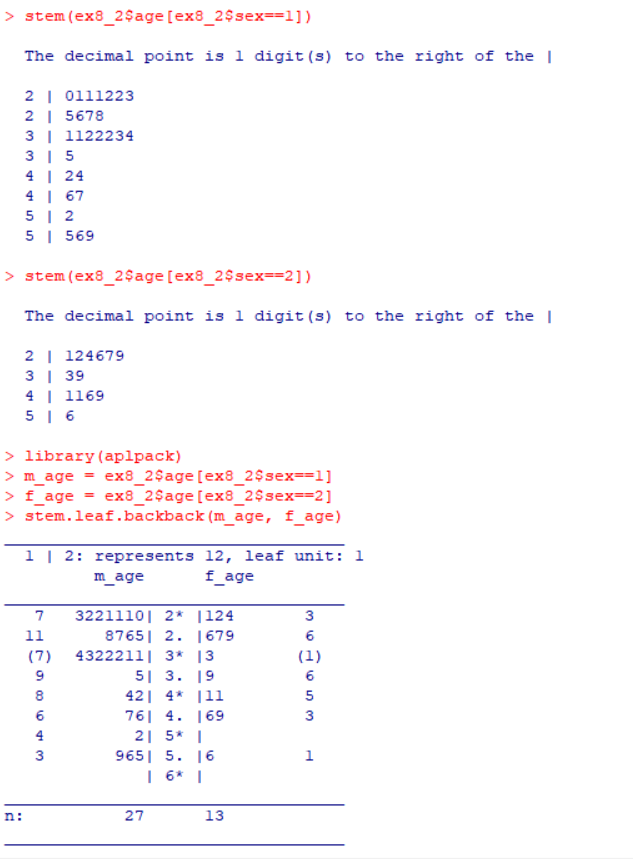 > stem(ex8_2$age[ex8_2$sex==1])
  The decimal point is 1 digit(s) to the right of the |
  2 | 0111223
  2 | 5678
  3 | 1122234
  3 | 5
  4 | 24
  4 | 67
  5 | 2
  5 | 569
> stem(ex8_2$age[ex8_2$sex==2])
  The decimal point is 1 digit(s) to the right of the |
  2 | 124679
  3 | 39
  4 | 1169
  5 | 6
> library(aplpack)
> m_age = ex8_2$age[ex8_2$sex==1]
> f_age = ex8_2$age[ex8_2$sex==2]
> stem.leaf.backback(m_age, f_age)
  1 | 2: represents 12, leaf unit: 1
         m_age      f_age
   7   3221110| 2* |124       3
  11      8765| 2. |679       6
  (7)  4322211| 3* |3        (1)
   9         5| 3. |9         6
   8        42| 4* |11        5
   6        76| 4. |69        3
   4         2| 5* |
   3       965| 5. |6         1
              | 6* |
n:          27      13